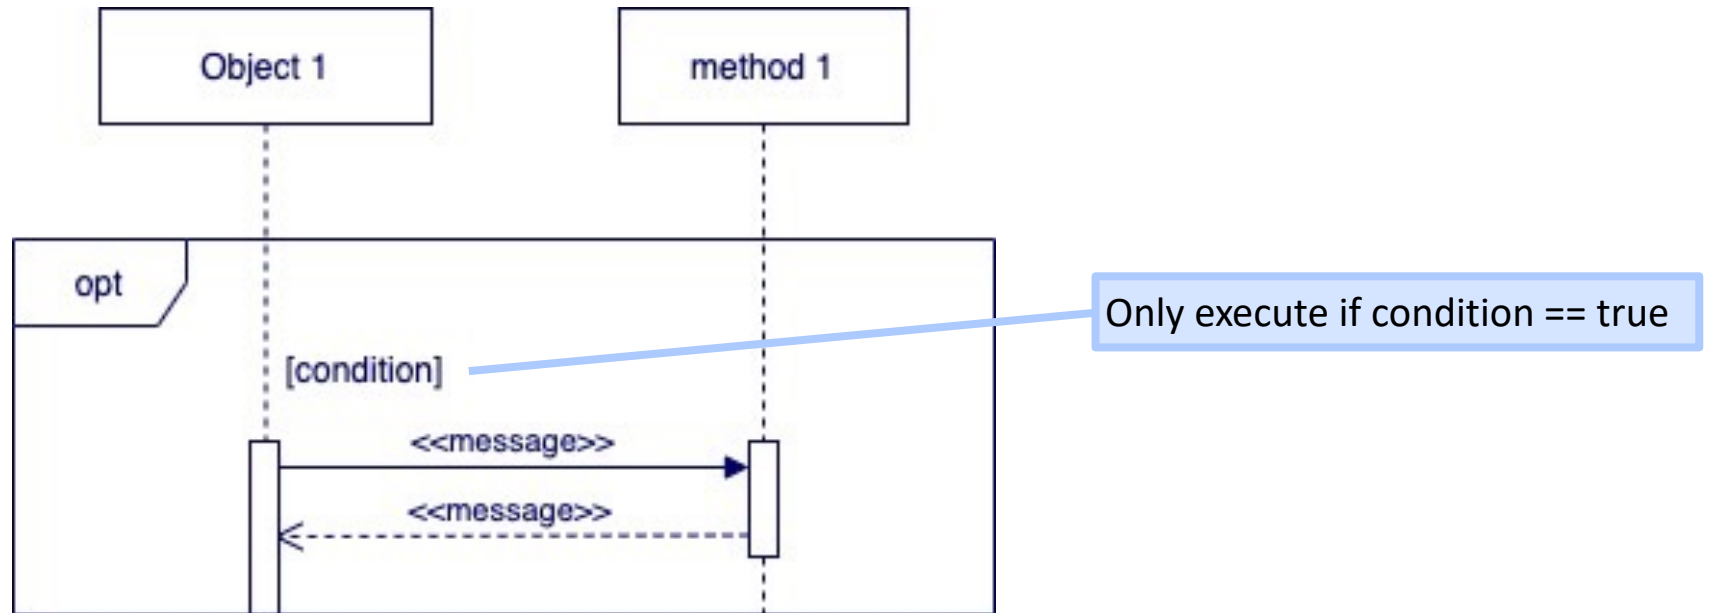 Object 1
method 1
opt
Only execute if condition == true
[condition]
<<message>>
<<message>>